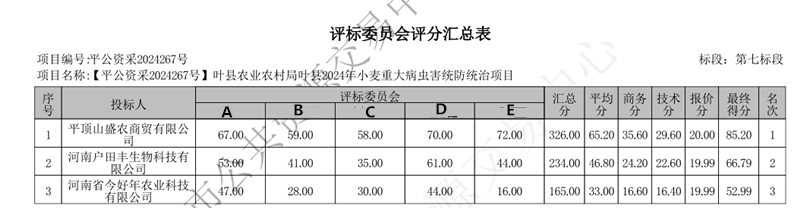 评标委员会评分汇总表
项目编号:平公资采2024267号 标段：第七标段
项目名称:【平公资采2024267号】叶县农业农村局叶县2024年小麦重大病虫害统防统治项目
序号 投标人 评标委员会 汇总分 平均分 商务分 技术分 报价分 最终得分 名次
A B C D E
1 平顶山盛农商贸有限公司 67.00 59.00 58.00 70.00 72.00 326.00 65.20 35.60 29.60 20.00 85.20 1
2 河南户田丰生物科技有限公司 53.00 41.00 35.00 61.00 44.00 234.00 46.80 24.20 22.60 19.99 66.79 2
3 河南省今好年农业科技有限公司 47.00 28.00 30.00 44.00 16.00 165.00 33.00 16.60 16.40 19.99 52.99 3